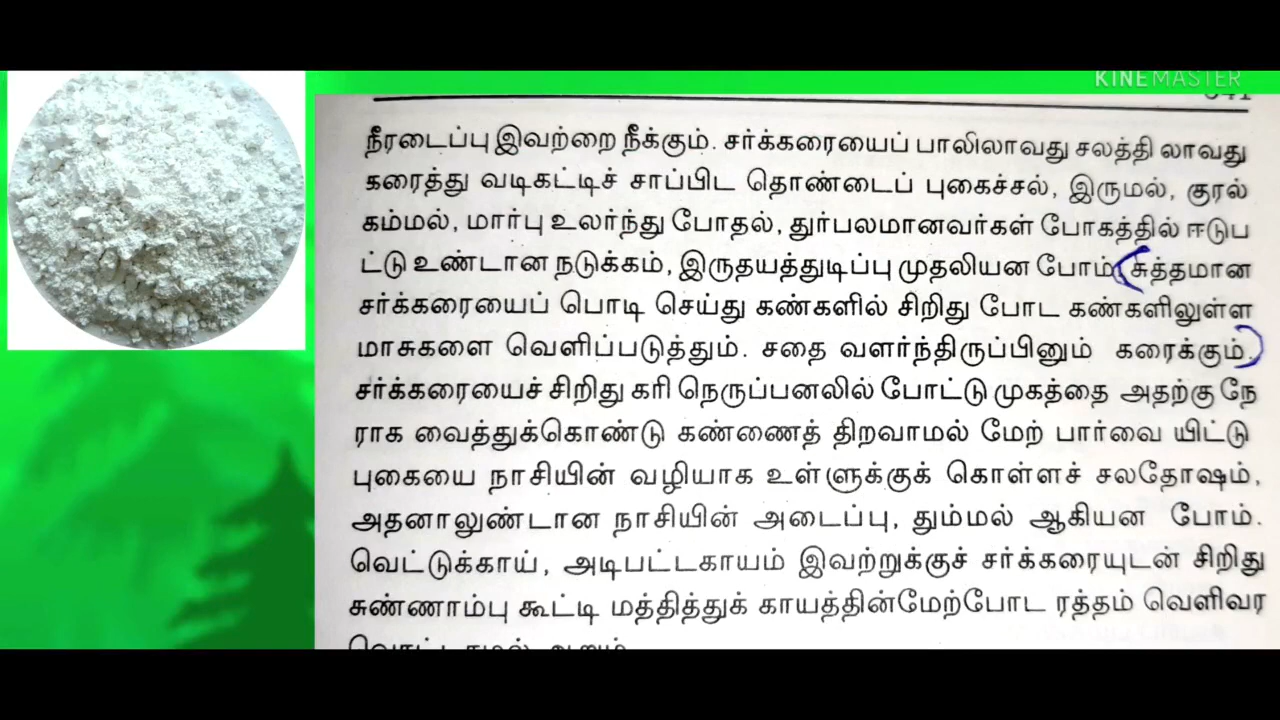 KINEMASTER
நீரடைப்பு இவற்றை நீக்கும். சர்க்கரையைப் பாலிலாவது சலத்தி லாவது
கரைத்து வடிகட்டிச் சாப்பிட தொண்டைப் புகைச்சல், இருமல், குரல்
கம்மல், மார்பு உலர்ந்து போதல், துர்பலமானவர்கள் போகத்தில் ஈடுப
ட்டு உண்டான நடுக்கம், இருதயத்துடிப்பு முதலியன போம். சுத்தமான
சர்க்கரையைப் பொடி செய்து கண்களில் சிறிது போட கண்களிலுள்ள
மாசுகளை வெளிப்படுத்தும். சதை வளர்ந்திருப்பினும் கரைக்கும்.
சர்க்கரையைச் சிறிது கரி நெருப்பனலில் போட்டு முகத்தை அதற்கு நே
ராக வைத்துக்கொண்டு கண்ணைத் திறவாமல் மேற் பார்வை யிட்டு
புகையை நாசியின் வழியாக உள்ளுக்குக் கொள்ளச் சலதோஷம்,
அதனாலுண்டான நாசியின் அடைப்பு, தும்மல் ஆகியன போம்.
வெட்டுக்காய், அடிபட்டகாயம் இவற்றுக்குச் சர்க்கரையுடன் சிறிது
சுண்ணாம்பு கூட்டி மத்தித்துக் காயத்தின்மேற்போட ரத்தம் வெளிவர